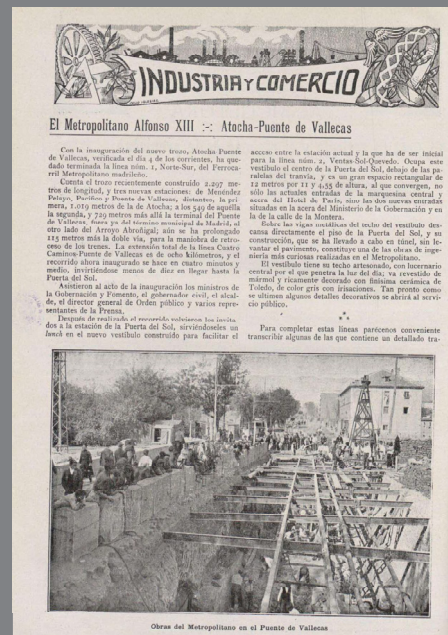 INDUSTRIA Y COMERCIO
El Metropolitano Alfonso XIII :-: Atocha-Puente de Vallecas
Con la inauguración del nuevo trozo, Atocha-Puente
de Vallecas, verificada el día 4 de los corrientes, ha que-
dado terminada la línea núm. 1, Norte-Sur, del Ferroca-
rril Metropolitano madrileño.
Cuenta el trozo recientemente construído 2.297 me-
tros de longitud, y tres nuevas estaciones: de Menéndez
Pelayo, Pacífico y Puente de Vallecas, distantes, la pri-
mera, 1.019 metros de la de Atocha; a los 549 de aquélla
la segunda, y 729 metros más allá la terminal del Puente
de Vallecas, fuera ya del término municipal de Madrid, al
otro lado del Arroyo Abroñigal; aún se ha prolongado
115 metros más la doble vía, para la maniobra de retro-
ceso de los trenes. La extensión total de la línea Cuatro
Caminos-Puente de Vallecas es de ocho kilómetros, y el
recorrido ahora inaugurado se hace en cuatro minutos y
medio, invirtiéndose menos de diez en llegar hasta la
Puerta del Sol.
Asistieron al acto de inauguración los ministros de
la Gobernación y Fomento, el gobernador civil, el alcal-
de, el director general de Orden público y varios repre-
sentantes de la Prensa.
Después de realizado el recorrido volvieron los invita-
dos a la estación de la Puerta del Sol, sirviéndoseles un
lunch en el nuevo vestíbulo construído para facilitar el
acceso entre la estación actual y la que ha de ser inicial
para la línea núm. 2, Ventas-Sol-Quevedo. Ocupa este
vestíbulo el centro de la Puerta del Sol, debajo de las pa-
ralelas del tranvía, y es un gran espacio rectangular de
12 metros por 11 y 4,55 de altura, al que convergen, no
sólo las actuales entradas de la marquesina central y
acera del Hotel de París, sino las dos nuevas entradas
situadas en la acera del Ministerio de la Gobernación y en
la de la calle de la Montera.
Sobre las vigas metálicas del techo del vestíbulo des-
cansa directamente el piso de la Puerta del Sol, y su
construcción, que se ha llevado a cabo en túnel, sin le-
vantar el pavimento, constituye una de las obras de inge-
niería más curiosas realizadas en el Metropolitano.
El vestíbulo tiene su techo artesonado, con lucernario
central por el que penetra la luz del día; va revestido de
mármol y ricamente decorado con finísima cerámica de
Toledo, de color gris con irisaciones. Tan pronto como
se ultimen algunos detalles decorativos se abrirá al servi-
cio público.
* * *
Para completar estas líneas parécenos conveniente
transcribir algunas de las que contiene un detallado tra-
Obras del Metropolitano en el Puente de Vallecas